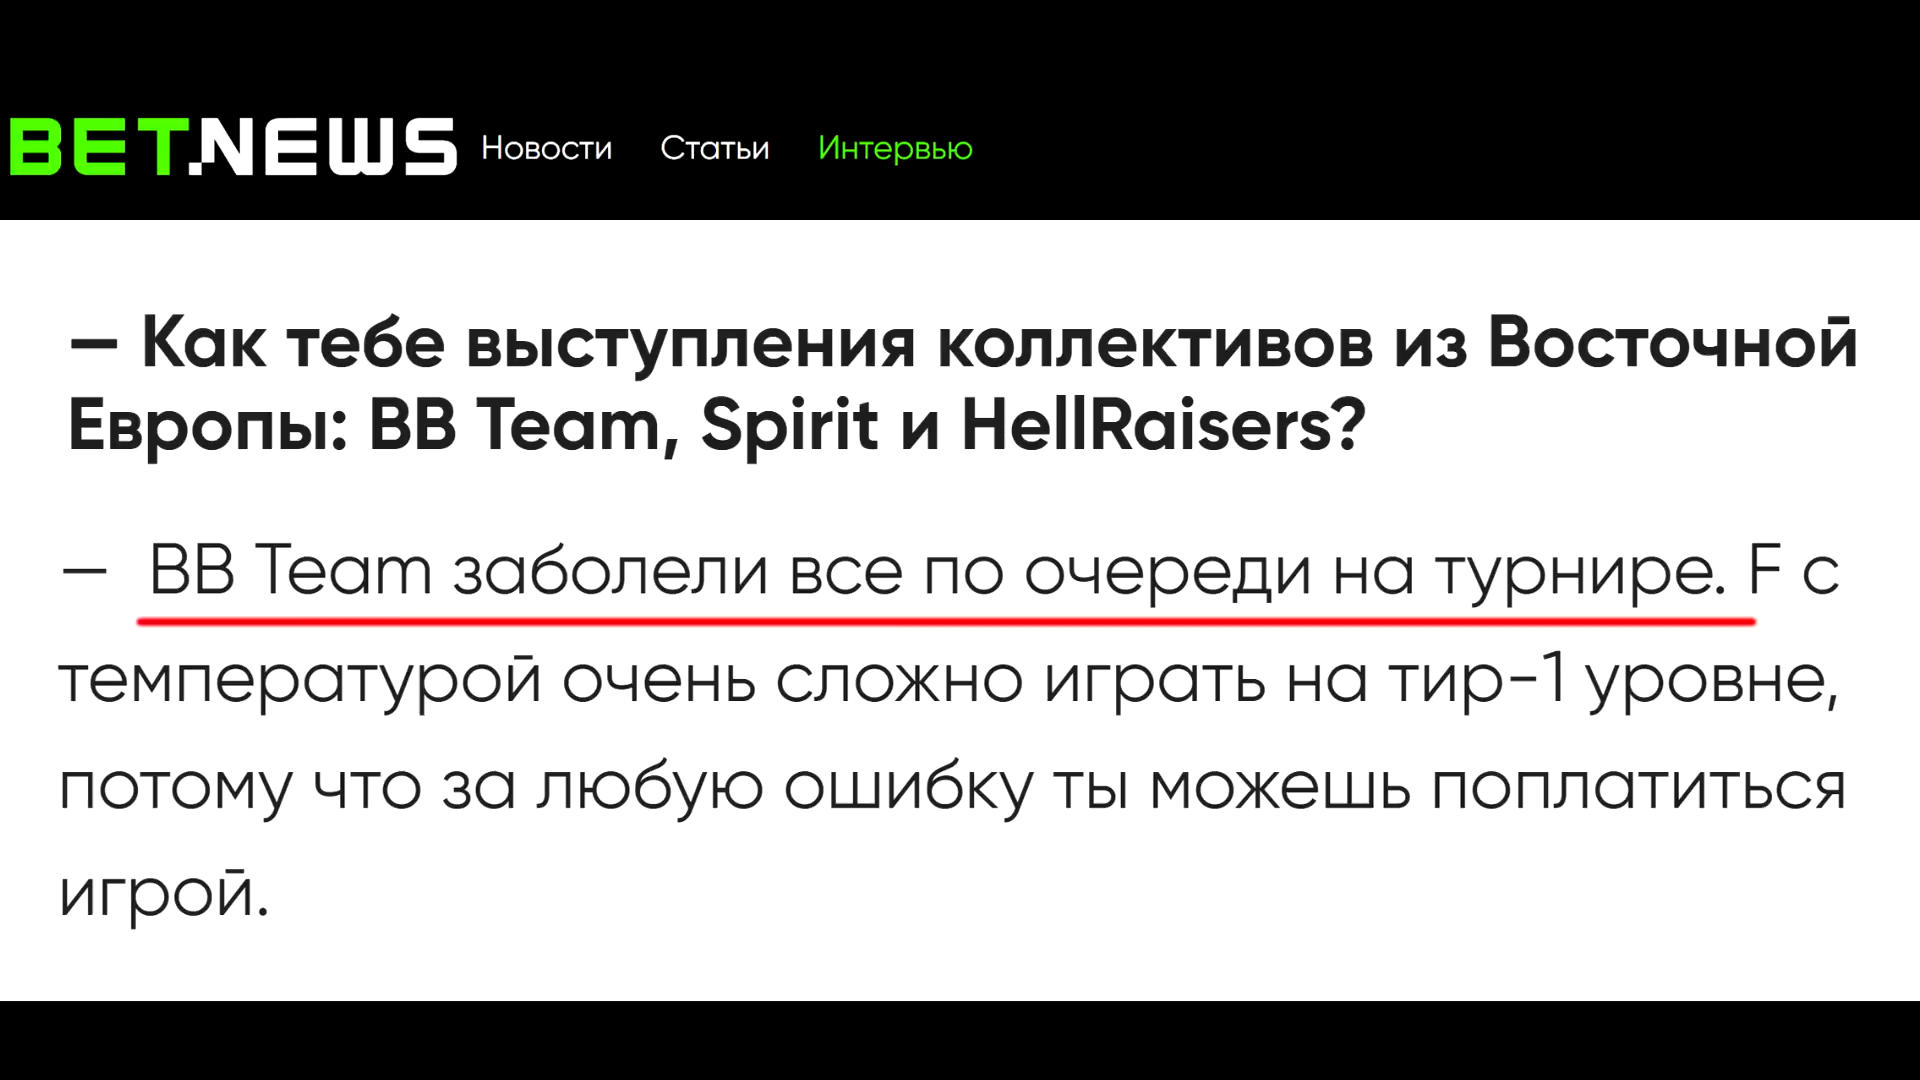 BET.NEWS Новости Статьи Интервью
— Как тебе выступления коллективов из Восточной
Европы: BB Team, Spirit и HellRaisers?
— BB Team заболели все по очереди на турнире. F с
температурой очень сложно играть на тир-1 уровне,
потому что за любую ошибку ты можешь поплатиться
игрой.